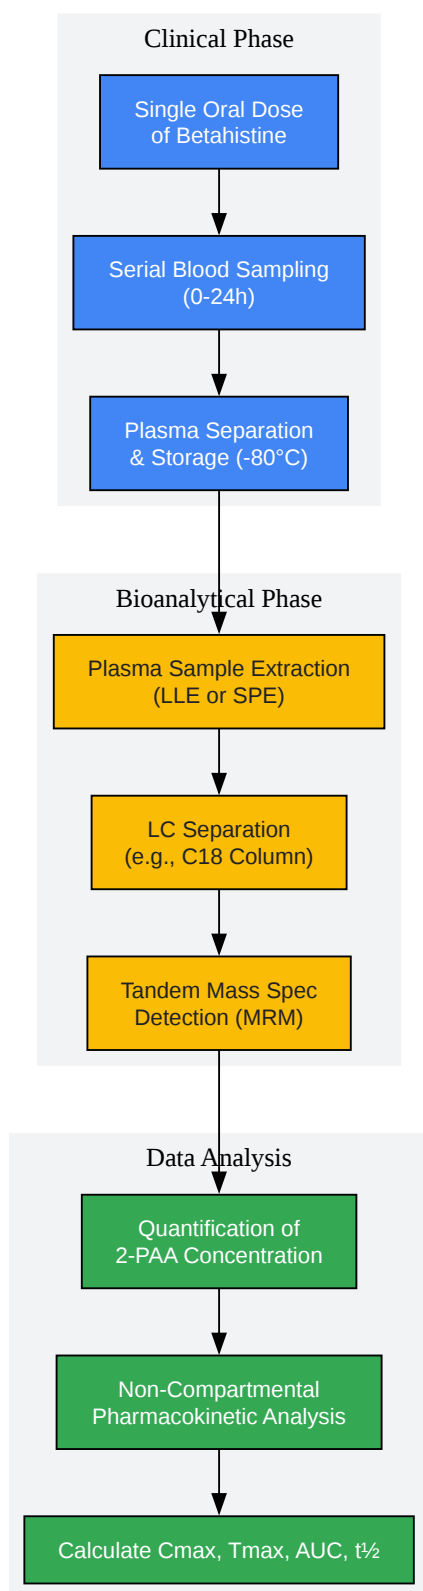 Clinical Phase
Single Oral Dose
of Betahistine
Serial Blood Sampling
(0-24h)
Plasma Separation
& Storage (-80°C)
Bioanalytical Phase
Plasma Sample Extraction
(LLE or SPE)
LC Separation
(e.g., C18 Column)
Tandem Mass Spec
Detection (MRM)
Data Analysis
Quantification of
2-PAA Concentration
Non-Compartmental
Pharmacokinetic Analysis
Calculate Cmax, Tmax, AUC, t½